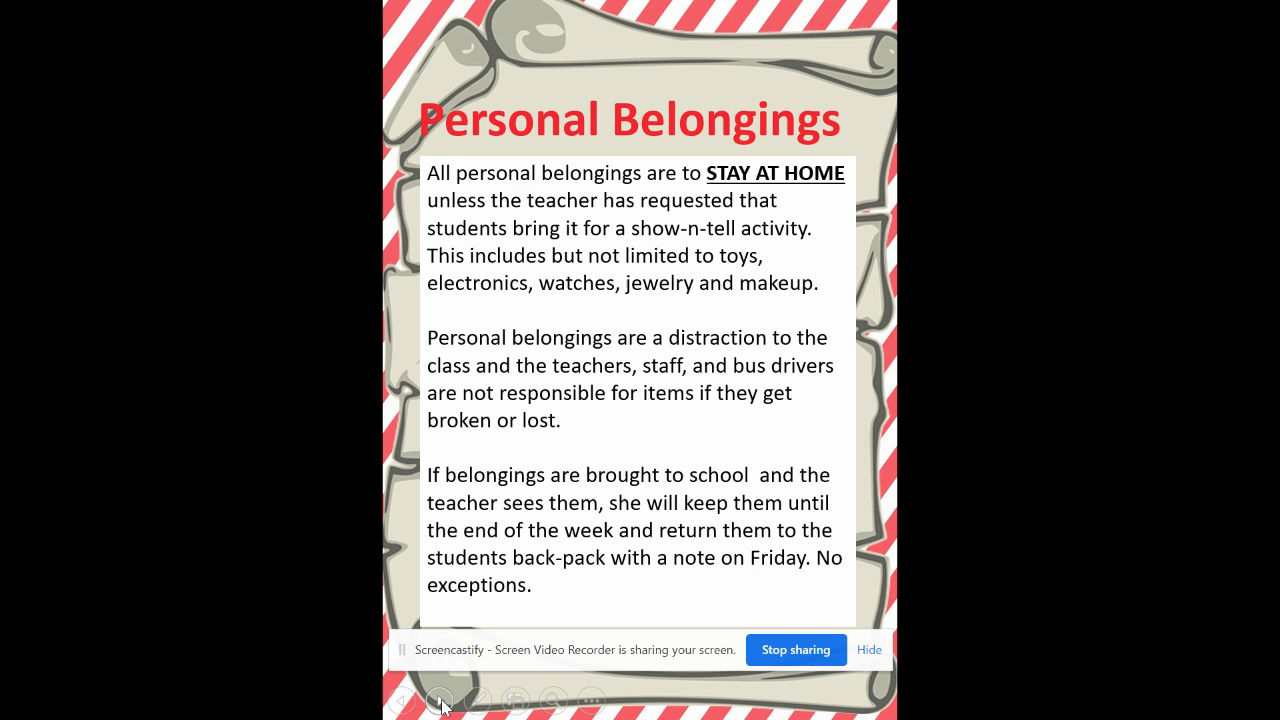 Personal Belongings
All personal belongings are to STAY AT HOME
unless the teacher has requested that
students bring it for a show-n-tell activity.
This includes but not limited to toys,
electronics, watches, jewelry and makeup.
Personal belongings are a distraction to the
class and the teachers, staff, and bus drivers
are not responsible for items if they get
broken or lost.
If belongings are brought to school  and the
teacher sees them, she will keep them until
the end of the week and return them to the
students back-pack with a note on Friday. No
exceptions.
Screencastify - Screen Video Recorder is sharing your screen. Stop sharing Hide